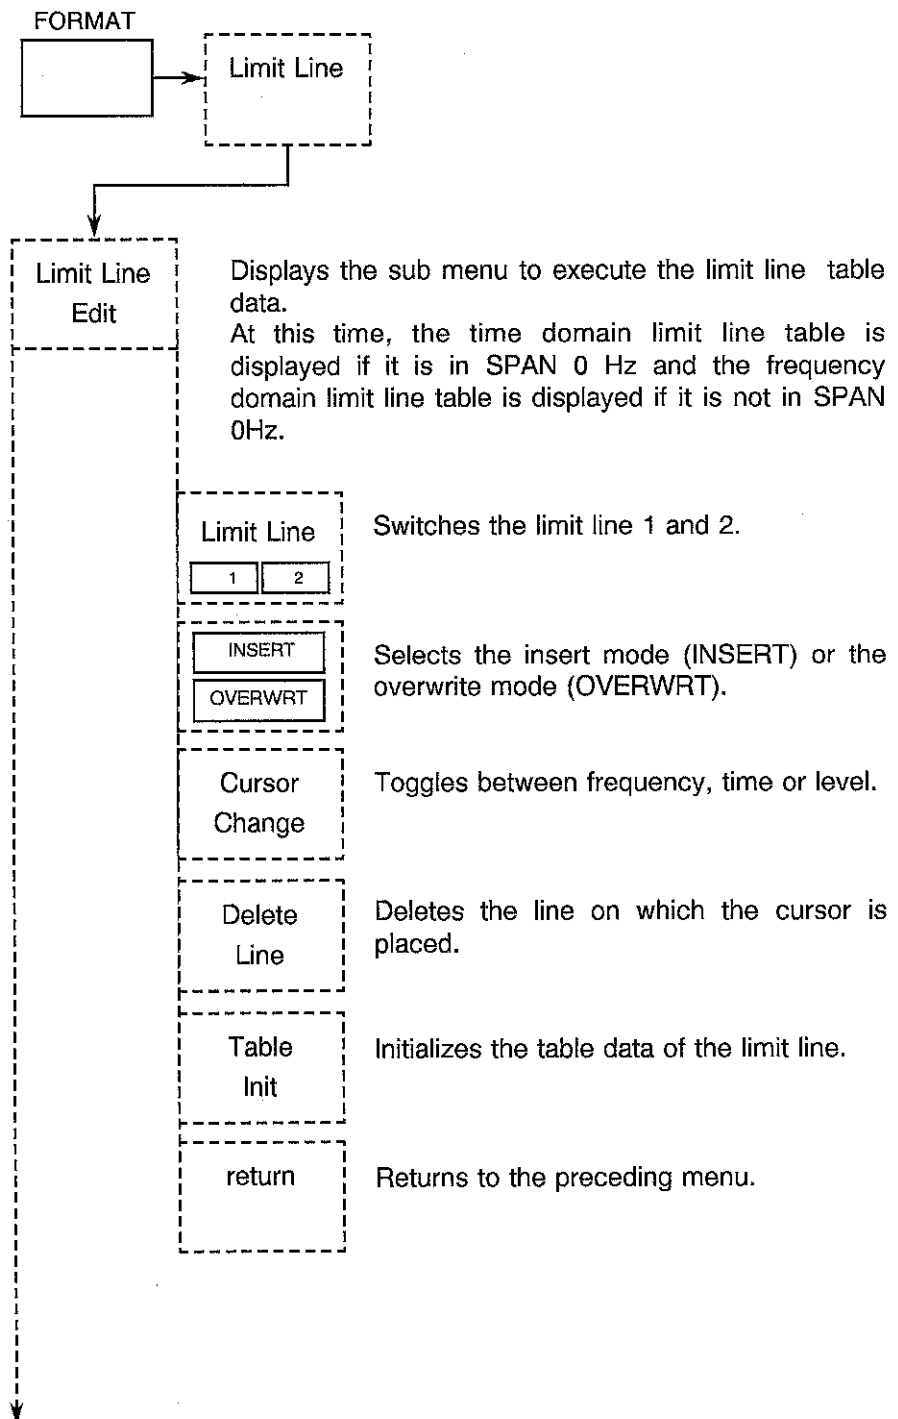 FORMAT
Limit Line
Limit Line
Edit
Displays the sub menu to execute the limit line table
data.
At this time, the time domain limit line table is
displayed if it is in SPAN 0 Hz and the frequency
domain limit line table is displayed if it is not in SPAN
0Hz.
Limit Line
1 2
Switches the limit line 1 and 2.
INSERT
OVERWRT
Selects the insert mode (INSERT) or the
overwrite mode (OVERWRT).
Cursor
Change
Toggles between frequency, time or level.
Delete
Line
Deletes the line on which the cursor is
placed.
Table
Init
Initializes the table data of the limit line.
return
Returns to the preceding menu.